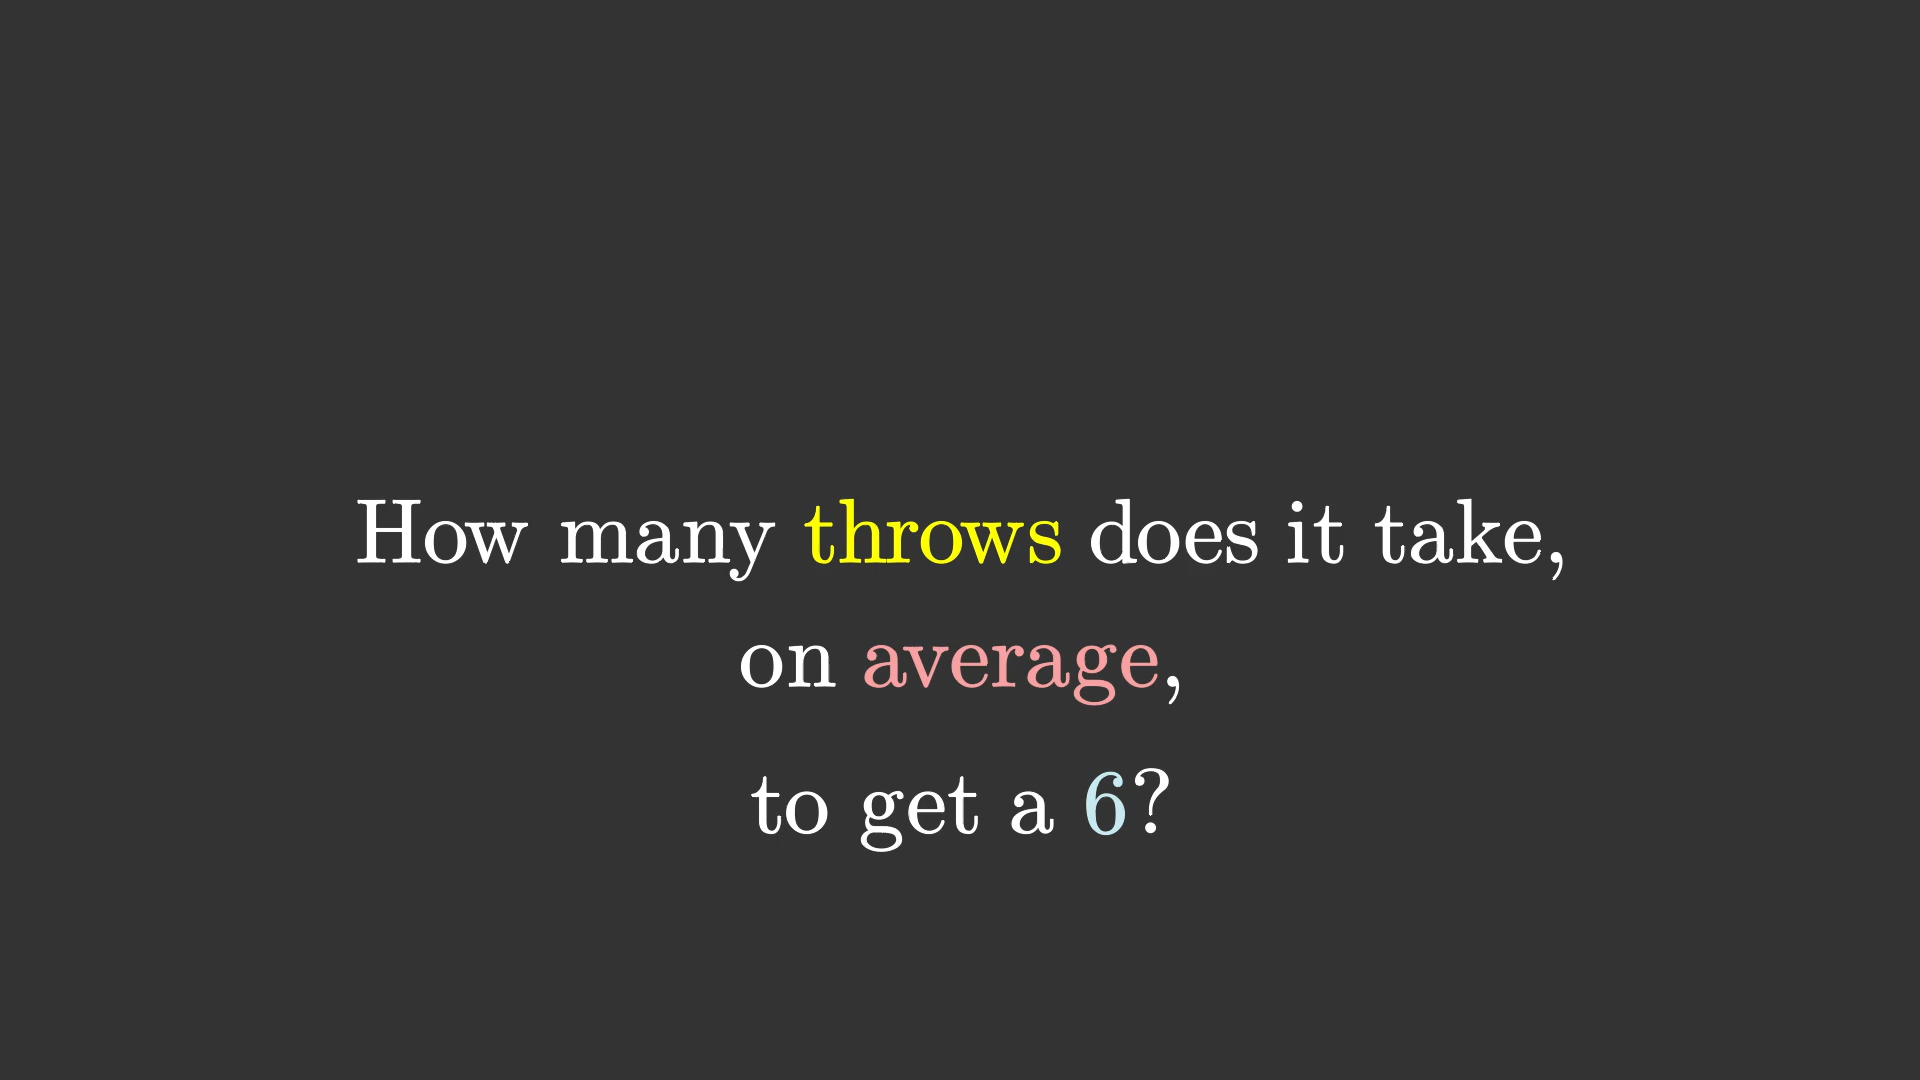 How many throws does it take,
on average,
to get a 6?